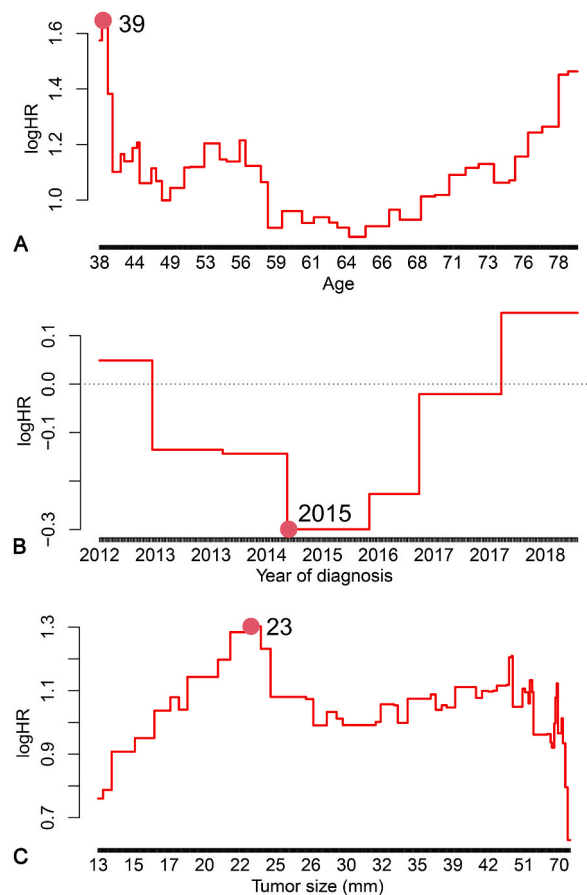 39
logHR
1.0 1.2 1.4 1.6
A
38 44 49 53 56 59 61 64 66 68 71 73 76 78
Age
2015
logHR
−0.3 −0.1 0.0 0.1
B
2012 2013 2013 2014 2015 2016 2017 2017 2018
Year of diagnosis
23
logHR
0.7 0.9 1.1 1.3
C
13 15 17 20 22 26 30 32 35 39 42 51 70
Tumor size (mm)